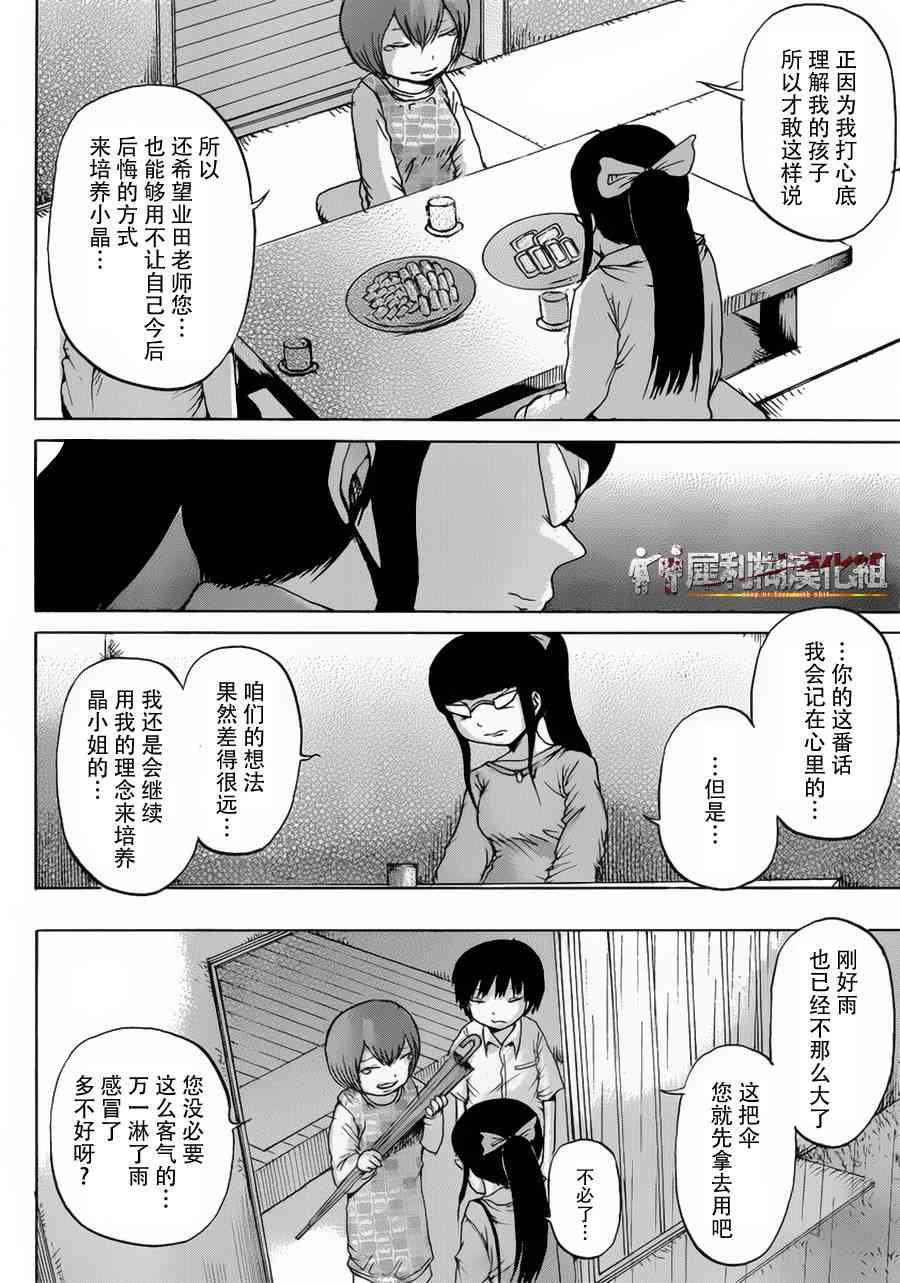 正因为我打心底
理解我的孩子
所以才敢这样说
所以
还希望业田老师您…
也能够用不让自己今后
后悔的方式
来培养小晶…
犀利
漢化组
…你的这番话
我会记在心里的…
…但是…
咱们的想法
果然差得很远…
我还是会继续
用我的理念来培养
晶小姐的…
刚好雨
也已经不那么大了
这把伞
您就先拿去用吧
不必了…
您没必要
这么客气的…
万一淋了雨
感冒了
多不好呀?